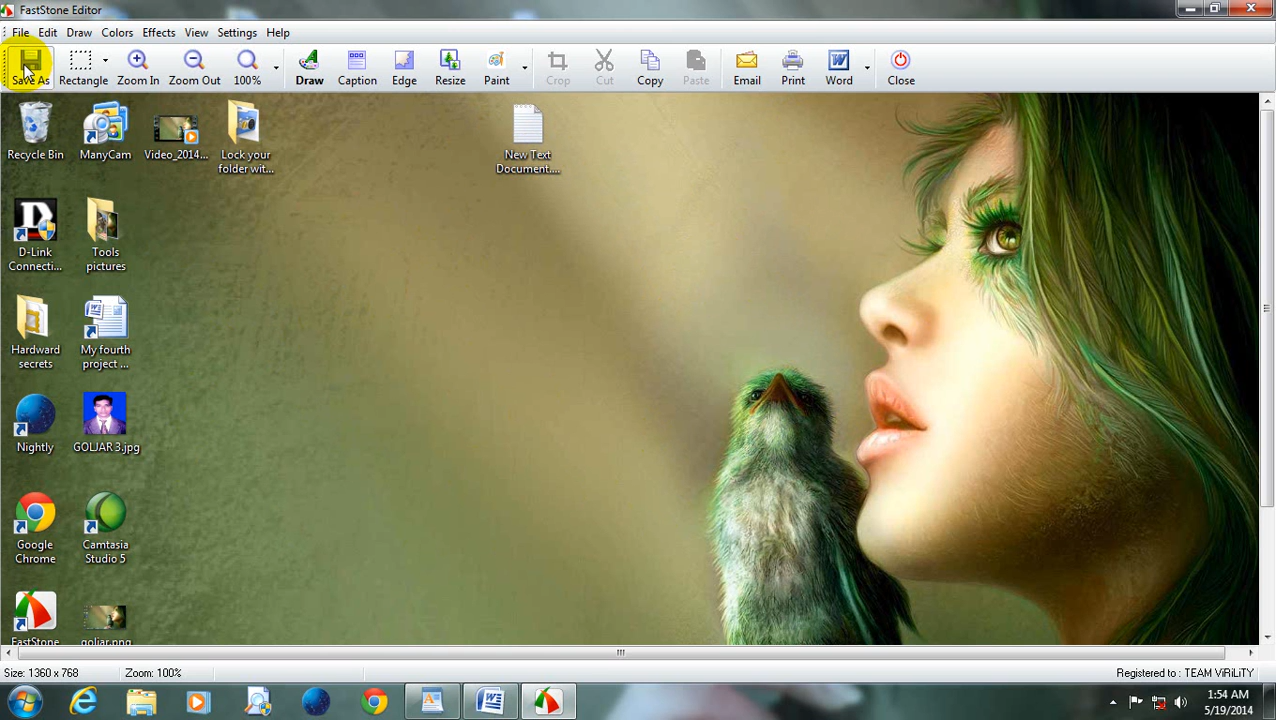 FastStone Editor
File Edit Draw Colors Effects View Settings Help
Save As Rectangle Zoom In Zoom Out 100% Draw Caption Edge Resize Paint Crop Cut Copy Paste Email Print Word Close
Recycle Bin
ManyCam
Video_2014...
Lock your
folder wit...
New Text
Document....
D-Link
Connecti...
Tools
pictures
Hardward
secrets
My fourth
project ...
Nightly
GOLJAR 3.jpg
Google
Chrome
Camtasia
Studio 5
FastStone
goljar.png
Size: 1360 x 768 Zoom: 100% Registered to : TEAM ViRiLiTY
1:54 AM
5/19/2014